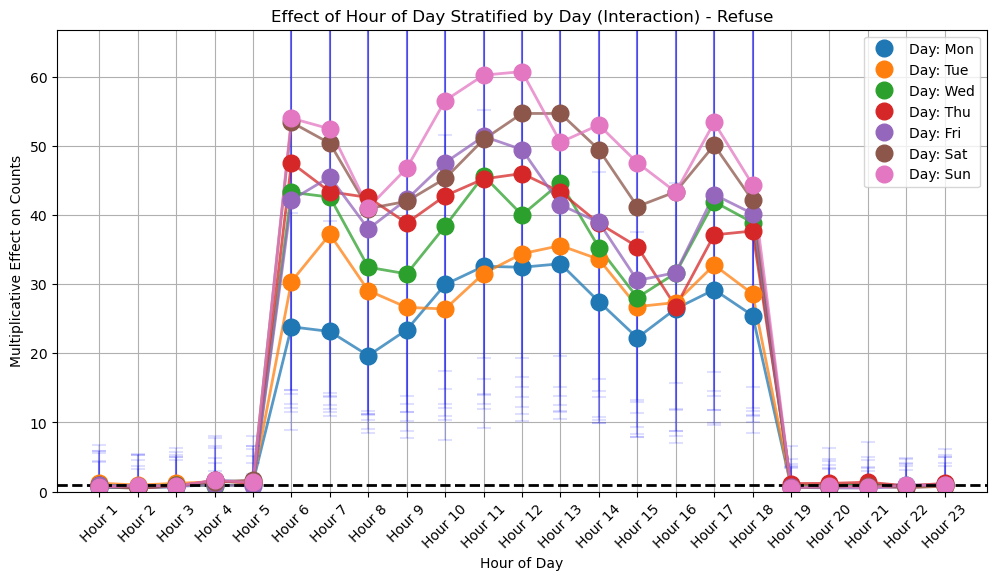 Effect of Hour of Day Stratified by Day (Interaction) - Refuse
Multiplicative Effect on Counts
60
50
40
30
20
10
0
Day: Mon
Day: Tue
Day: Wed
Day: Thu
Day: Fri
Day: Sat
Day: Sun
Hour 1
Hour 2
Hour 3
Hour 4
Hour 5
Hour 6
Hour 7
Hour 8
Hour 9
Hour 10
Hour 11
Hour 12
Hour 13
Hour 14
Hour 15
Hour 16
Hour 17
Hour 18
Hour 19
Hour 20
Hour 21
Hour 22
Hour 23
Hour of Day